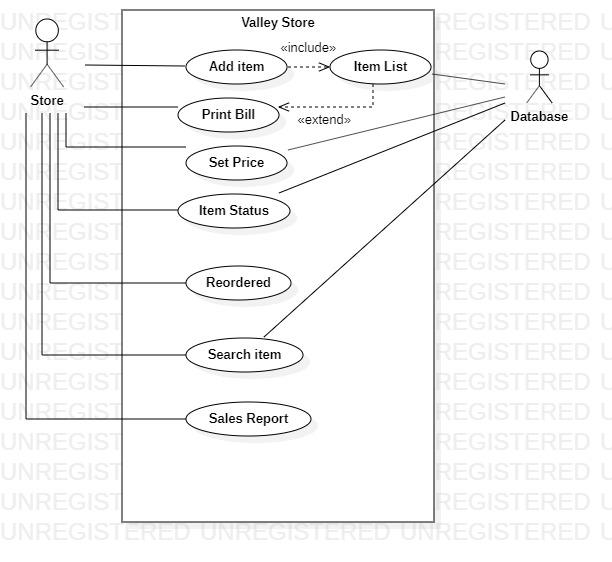 Valley Store
«include»
Add item
Item List
Store
Print Bill
«extend»
Database
Set Price
Item Status
Reordered
Search item
Sales Report
UNREGISTERED